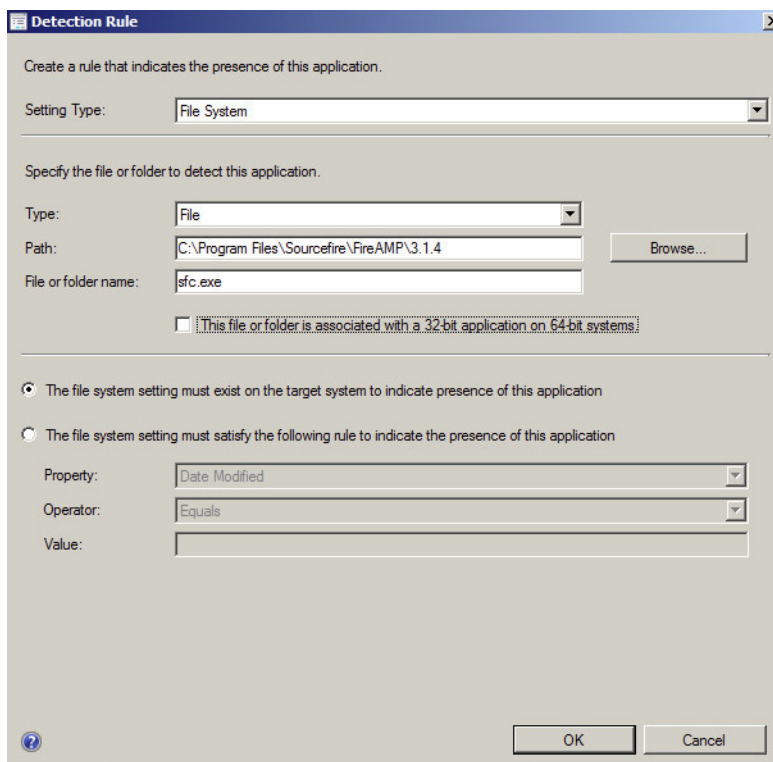 Detection Rule
Create a rule that indicates the presence of this application.
Setting Type: File System
Specify the file or folder to detect this application.
Type: File
Path: C:\Program Files\Sourcefire\FireAMP\3.1.4 Browse...
File or folder name: sfc.exe
This file or folder is associated with a 32-bit application on 64-bit systems.
The file system setting must exist on the target system to indicate presence of this application
The file system setting must satisfy the following rule to indicate the presence of this application
Property: Date Modified
Operator: Equals
Value:
OK Cancel